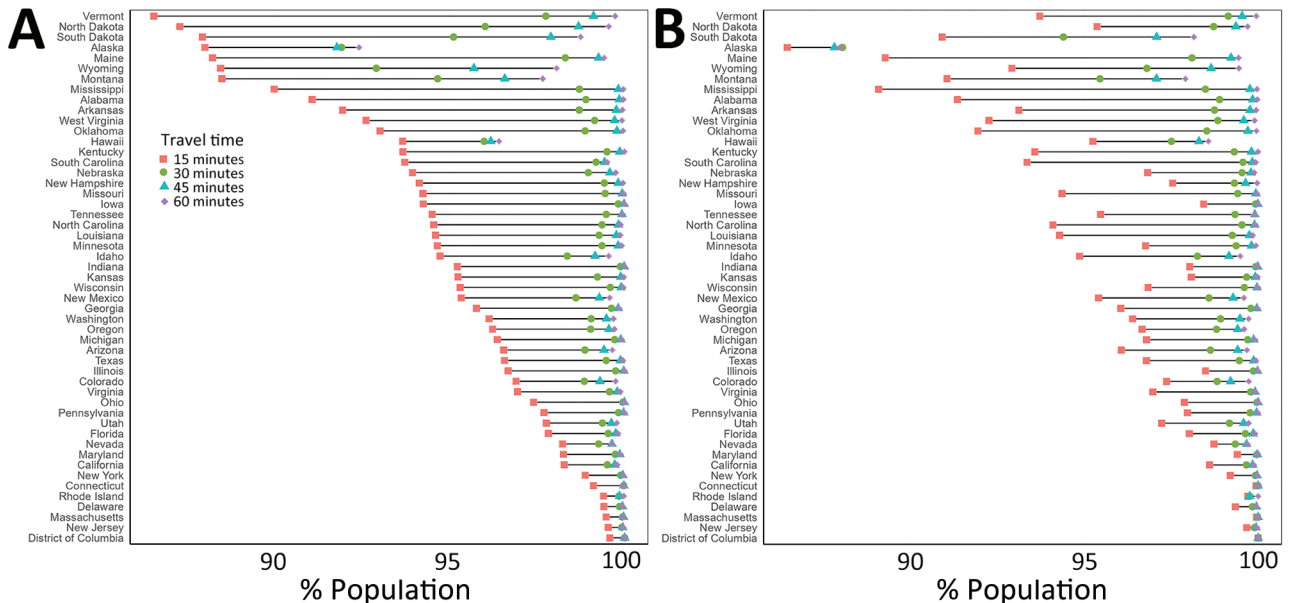 A
Vermont
North Dakota
South Dakota
Alaska
Maine
Wyoming
Montana
Mississippi
Alabama
Arkansas
West Virginia
Oklahoma
Hawaii
Kentucky
South Carolina
Nebraska
New Hampshire
Missouri
Iowa
Tennessee
North Carolina
Louisiana
Minnesota
Idaho
Indiana
Kansas
Wisconsin
New Mexico
Georgia
Washington
Oregon
Michigan
Arizona
Texas
Illinois
Colorado
Virginia
Ohio
Pennsylvania
Utah
Florida
Nevada
Maryland
California
New York
Connecticut
Rhode Island
Delaware
Massachusetts
New Jersey
District of Columbia
Travel time
15 minutes
30 minutes
45 minutes
60 minutes
90 95 100
% Population
B
Vermont
North Dakota
South Dakota
Alaska
Maine
Wyoming
Montana
Mississippi
Alabama
Arkansas
West Virginia
Oklahoma
Hawaii
Kentucky
South Carolina
Nebraska
New Hampshire
Missouri
Iowa
Tennessee
North Carolina
Louisiana
Minnesota
Idaho
Indiana
Kansas
Wisconsin
New Mexico
Georgia
Washington
Oregon
Michigan
Arizona
Texas
Illinois
Colorado
Virginia
Ohio
Pennsylvania
Utah
Florida
Nevada
Maryland
California
New York
Connecticut
Rhode Island
Delaware
Massachusetts
New Jersey
District of Columbia
90 95 100
% Population